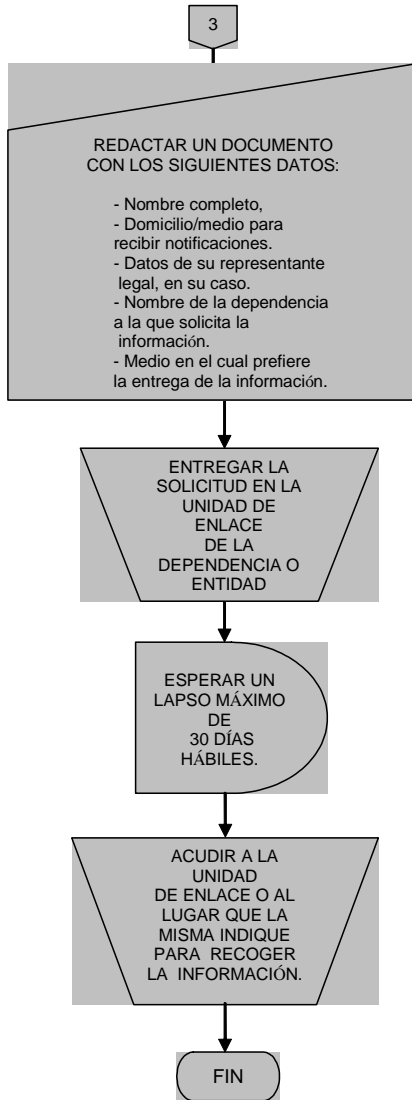 3
REDACTAR UN DOCUMENTO
CON LOS SIGUIENTES DATOS:
- Nombre completo,
- Domicilio/medio para
recibir notificaciones.
- Datos de su representante
legal, en su caso.
- Nombre de la dependencia
a la que solicita la
información.
- Medio en el cual prefiere
la entrega de la información.
ENTREGAR LA
SOLICITUD EN LA
UNIDAD DE
ENLACE
DE LA
DEPENDENCIA O
ENTIDAD
ESPERAR UN
LAPSO MÁXIMO
DE
30 DÍAS
HÁBILES.
ACUDIR A LA
UNIDAD
DE ENLACE O AL
LUGAR QUE LA
MISMA INDIQUE
PARA RECOGER
LA INFORMACIÓN.
FIN